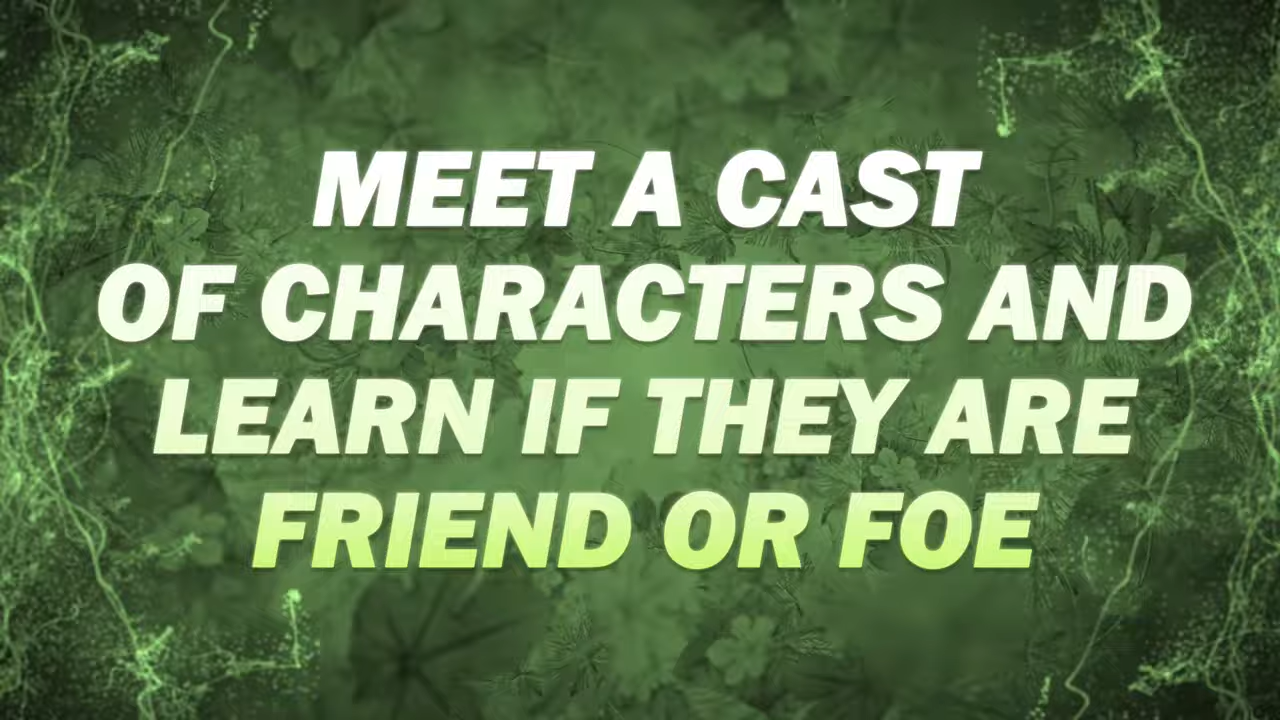 MEET A CAST
OF CHARACTERS AND
LEARN IF THEY ARE
FRIEND OR FOE